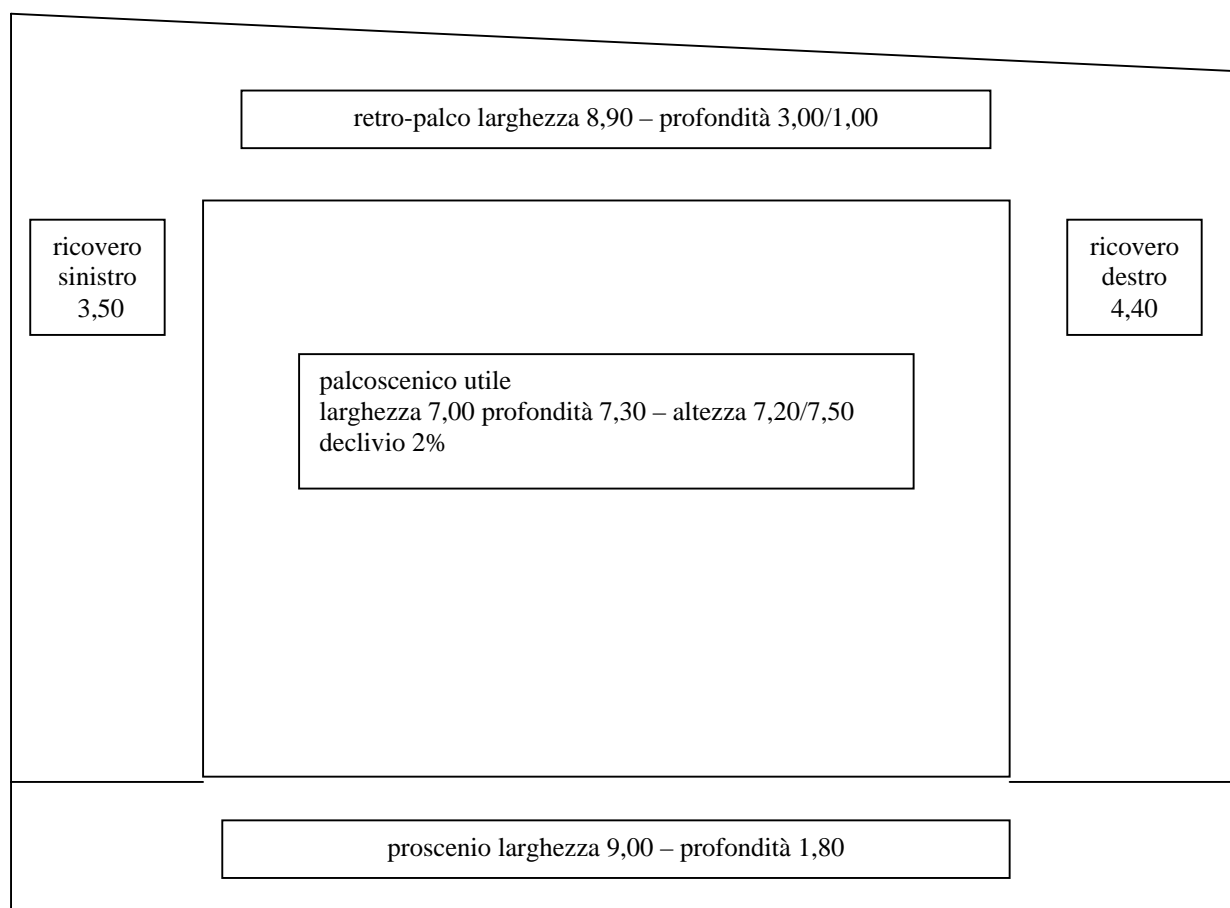 retro-palco larghezza 8,90 – profondità 3,00/1,00
ricovero
sinistro
3,50
ricovero
destro
4,40
palcoscenico utile
larghezza 7,00 profondità 7,30 – altezza 7,20/7,50
declivio 2%
proscenio larghezza 9,00 – profondità 1,80